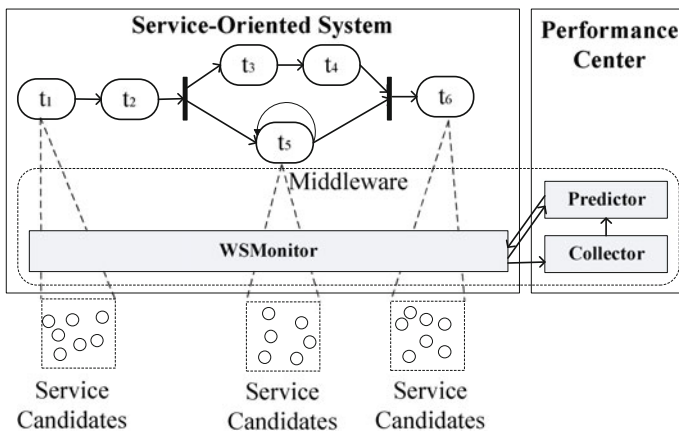 Service-Oriented System
Performance
Center
t3
t4
t1
t2
t6
t5
Middleware
Predictor
WSMonitor
Collector
Service
Candidates
Service
Candidates
Service
Candidates